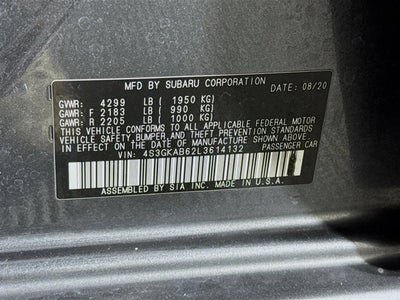 MFD BY SUBARU CORPORATION DATE: 08/20
GVWR: 4299 LB ( 1950 KG)
GAWR: F 2183 LB ( 990 KG)
GAWR: R 2205 LB ( 1000 KG)
THIS VEHICLE CONFORMS TO ALL APPLICABLE FEDERAL MOTOR
VEHICLE SAFETY, BUMPER, AND THEFT PREVENTION STANDARDS
IN EFFECT ON THE DATE OF MANUFACTURE SHOWN ABOVE.
VIN: 4S3GKAB62L3614132 PASSENGER CAR
ASSEMBLED BY SIA INC. MADE IN U.S.A.